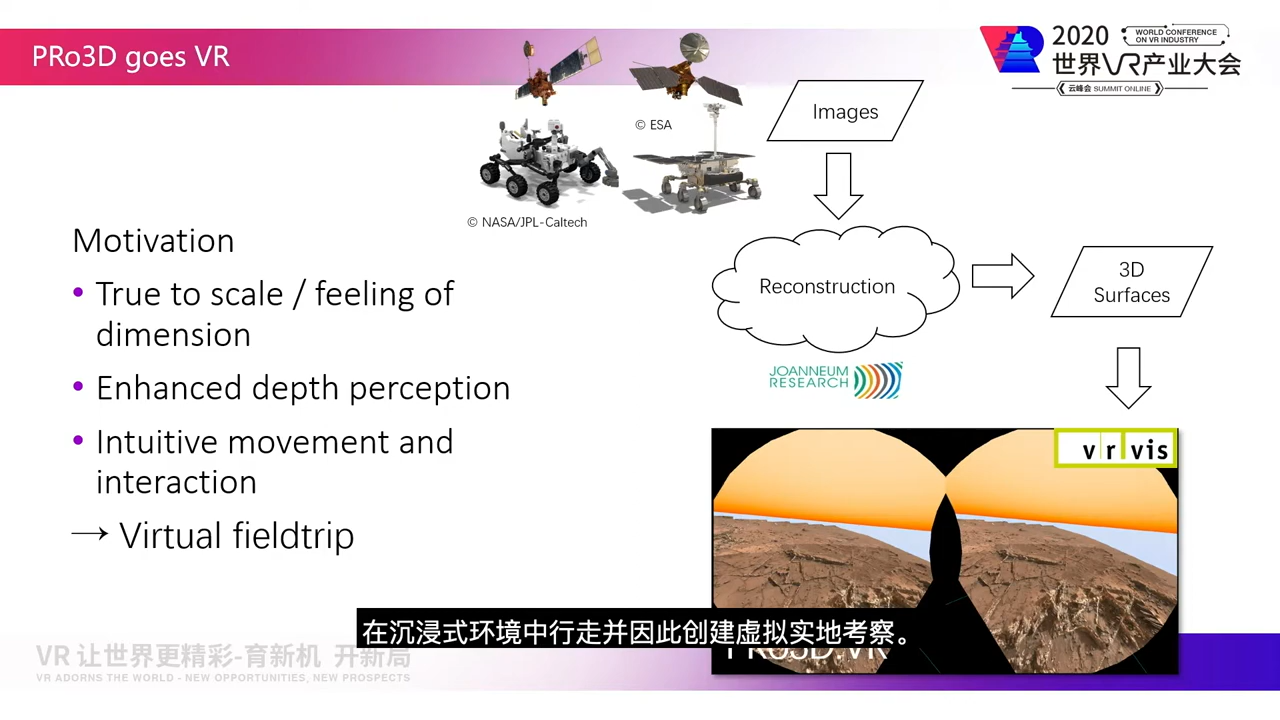 PRo3D goes VR
2020
WORLD CONFERENCE
ON VR INDUSTRY
世界VR产业大会
云峰会 SUMMIT ONLINE
© ESA
© NASA/JPL-Caltech
Images
Reconstruction
3D
Surfaces
JOANNEUM
RESEARCH
vrvis
Motivation
• True to scale / feeling of
dimension
• Enhanced depth perception
• Intuitive movement and
interaction
→ Virtual fieldtrip
在沉浸式环境中行走并因此创建虚拟实地考察。
PRo3D VR
VR 让世界更精彩-育新机 开新局
VR ADORNS THE WORLD - NEW OPPORTUNITIES, NEW PROSPECTS